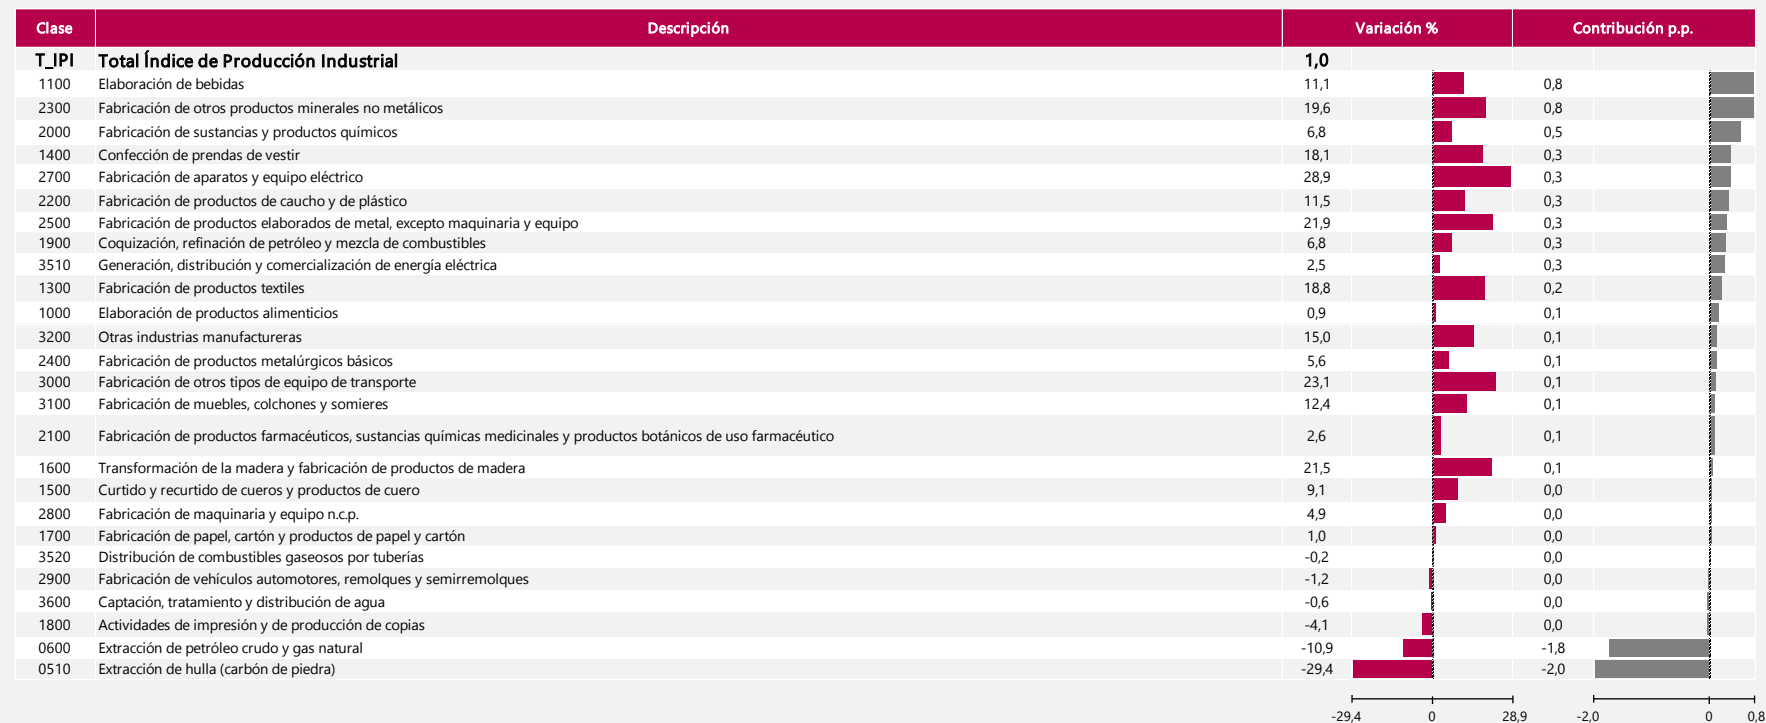 Clase Descripción Variación % Contribución p.p.
T_IPI Total Índice de Producción Industrial 1,0
1100 Elaboración de bebidas 11,1 0,8
2300 Fabricación de otros productos minerales no metálicos 19,6 0,8
2000 Fabricación de sustancias y productos químicos 6,8 0,5
1400 Confección de prendas de vestir 18,1 0,3
2700 Fabricación de aparatos y equipo eléctrico 28,9 0,3
2200 Fabricación de productos de caucho y de plástico 11,5 0,3
2500 Fabricación de productos elaborados de metal, excepto maquinaria y equipo 21,9 0,3
1900 Coquización, refinación de petróleo y mezcla de combustibles 6,8 0,3
3510 Generación, distribución y comercialización de energía eléctrica 2,5 0,3
1300 Fabricación de productos textiles 18,8 0,2
1000 Elaboración de productos alimenticios 0,9 0,1
3200 Otras industrias manufactureras 15,0 0,1
2400 Fabricación de productos metalúrgicos básicos 5,6 0,1
3000 Fabricación de otros tipos de equipo de transporte 23,1 0,1
3100 Fabricación de muebles, colchones y somieres 12,4 0,1
2100 Fabricación de productos farmacéuticos, sustancias químicas medicinales y productos botánicos de uso farmacéutico 2,6 0,1
1600 Transformación de la madera y fabricación de productos de madera 21,5 0,1
1500 Curtido y recurtido de cueros y productos de cuero 9,1 0,0
2800 Fabricación de maquinaria y equipo n.c.p. 4,9 0,0
1700 Fabricación de papel, cartón y productos de papel y cartón 1,0 0,0
3520 Distribución de combustibles gaseosos por tuberías -0,2 0,0
2900 Fabricación de vehículos automotores, remolques y semirremolques -1,2 0,0
3600 Captación, tratamiento y distribución de agua -0,6 0,0
1800 Actividades de impresión y de producción de copias -4,1 0,0
0600 Extracción de petróleo crudo y gas natural -10,9 -1,8
0510 Extracción de hulla (carbón de piedra) -29,4 -2,0
-29,4 0 28,9 -2,0 0 0,8